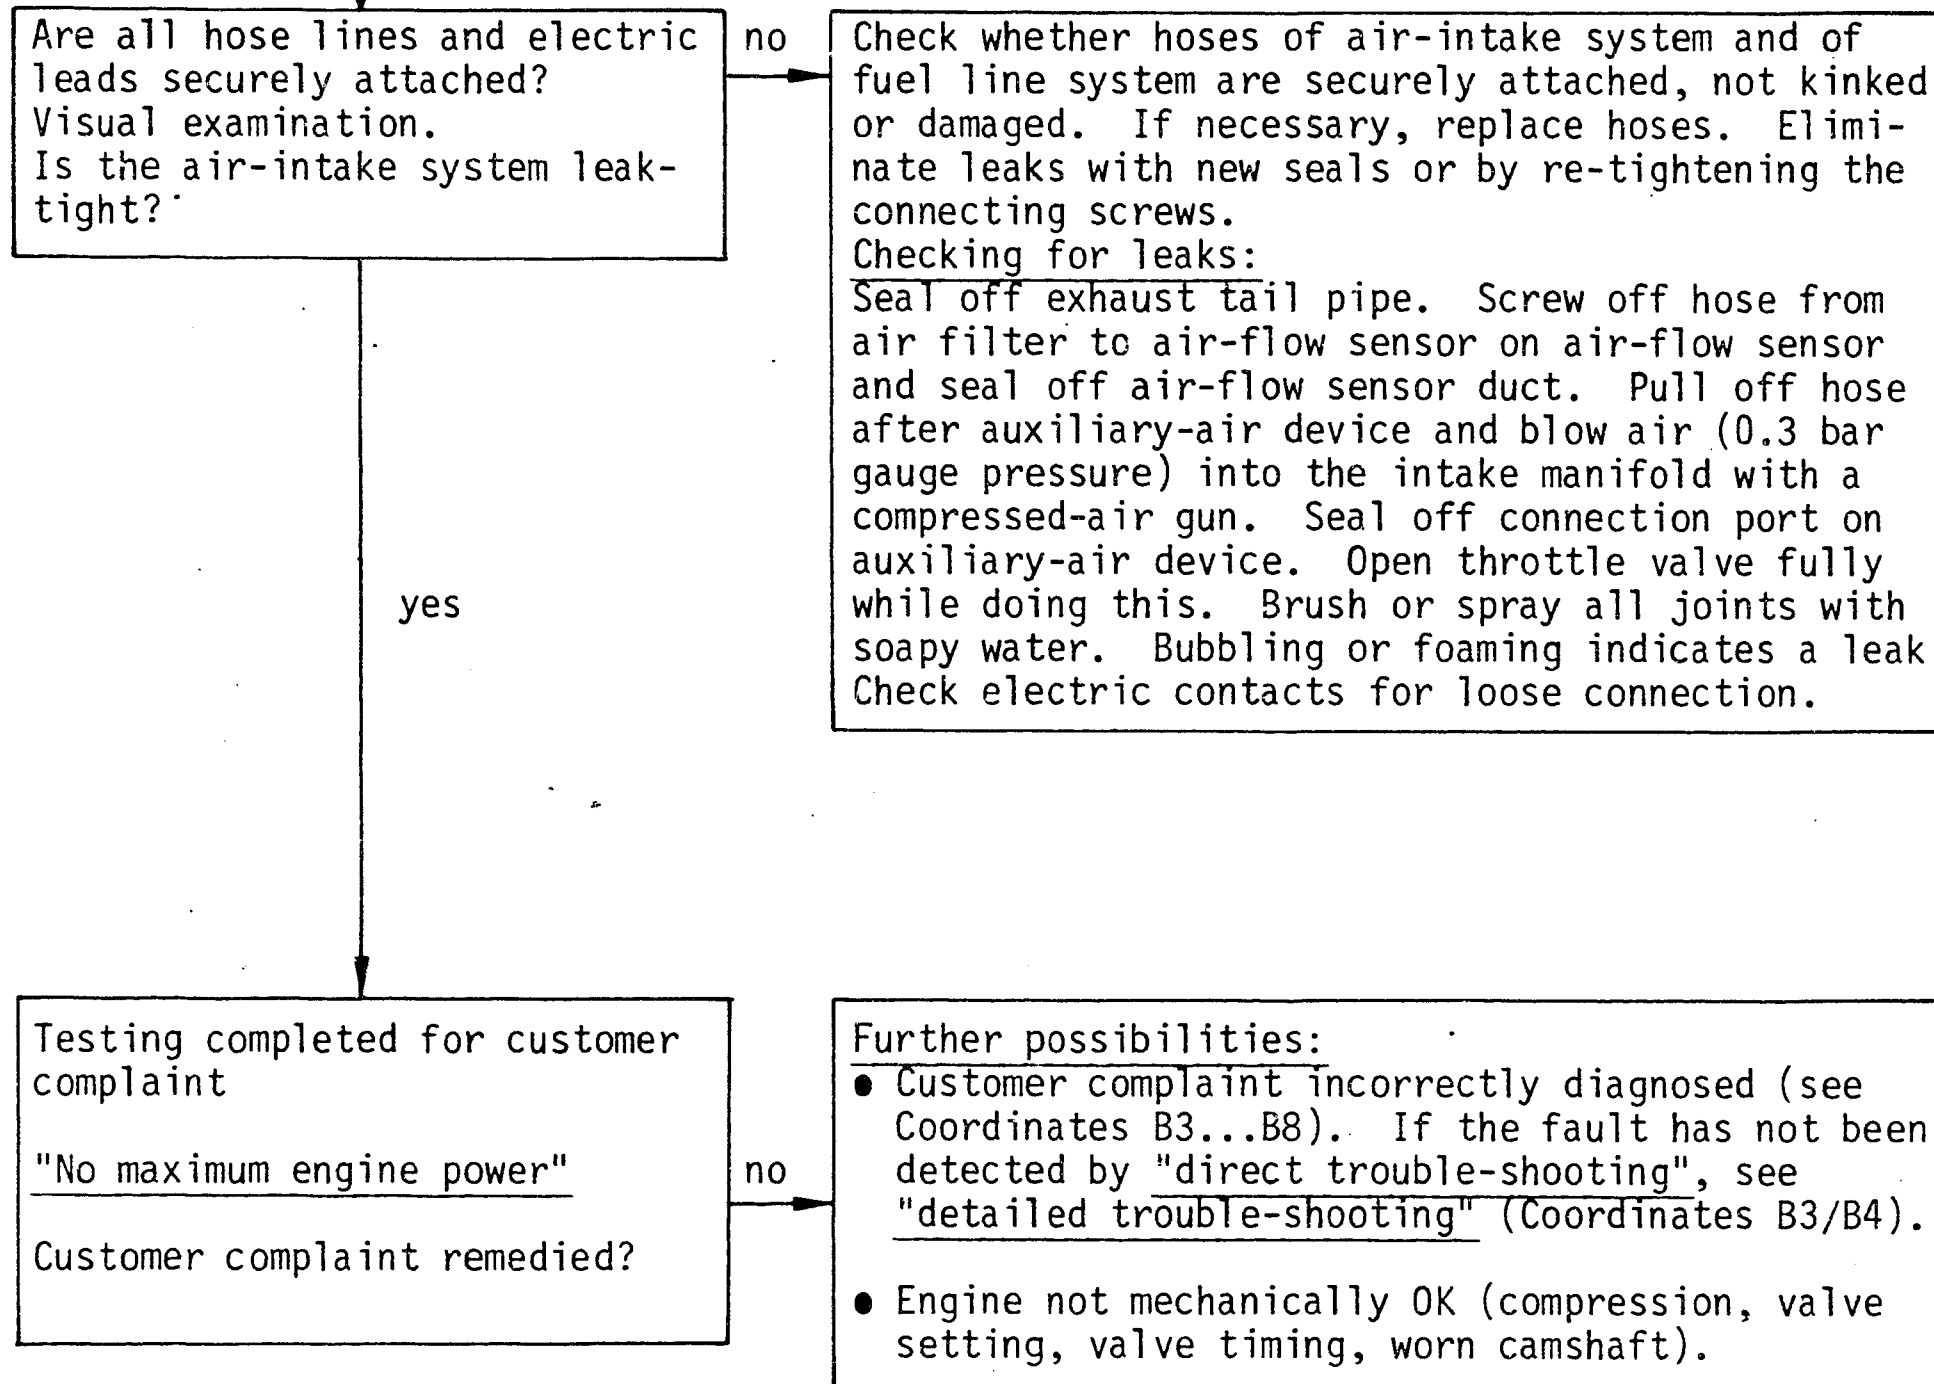 Are all hose lines and electric
leads securely attached?
Visual examination.
Is the air-intake system leak-
tight?
no
Check whether hoses of air-intake system and of
fuel line system are securely attached, not kinked
or damaged. If necessary, replace hoses. Elimi-
nate leaks with new seals or by re-tightening the
connecting screws.
Checking for leaks:
Seal off exhaust tail pipe. Screw off hose from
air filter to air-flow sensor on air-flow sensor
and seal off air-flow sensor duct. Pull off hose
after auxiliary-air device and blow air (0.3 bar
gauge pressure) into the intake manifold with a
compressed-air gun. Seal off connection port on
auxiliary-air device. Open throttle valve fully
while doing this. Brush or spray all joints with
soapy water. Bubbling or foaming indicates a leak
Check electric contacts for loose connection.
yes
Testing completed for customer
complaint
"No maximum engine power"
Customer complaint remedied?
no
Further possibilities:
● Customer complaint incorrectly diagnosed (see
Coordinates B3...B8). If the fault has not been
detected by "direct trouble-shooting", see
"detailed trouble-shooting" (Coordinates B3/B4).
● Engine not mechanically OK (compression, valve
setting, valve timing, worn camshaft).